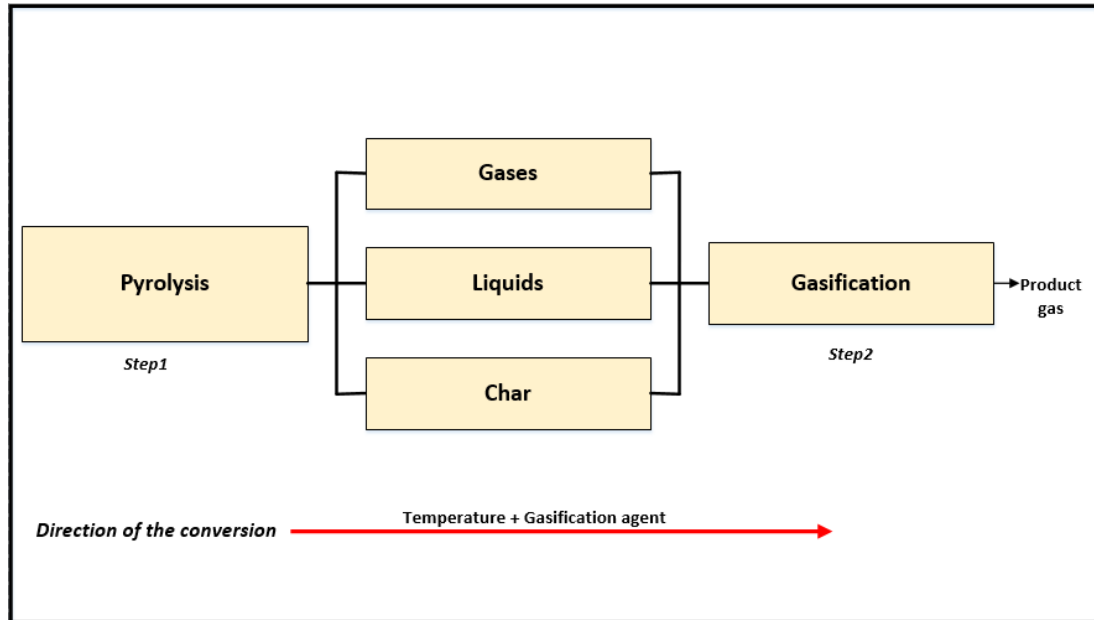 Gases
Pyrolysis
Liquids
Gasification
Product
gas
Step1
Step2
Char
Temperature + Gasification agent
Direction of the conversion